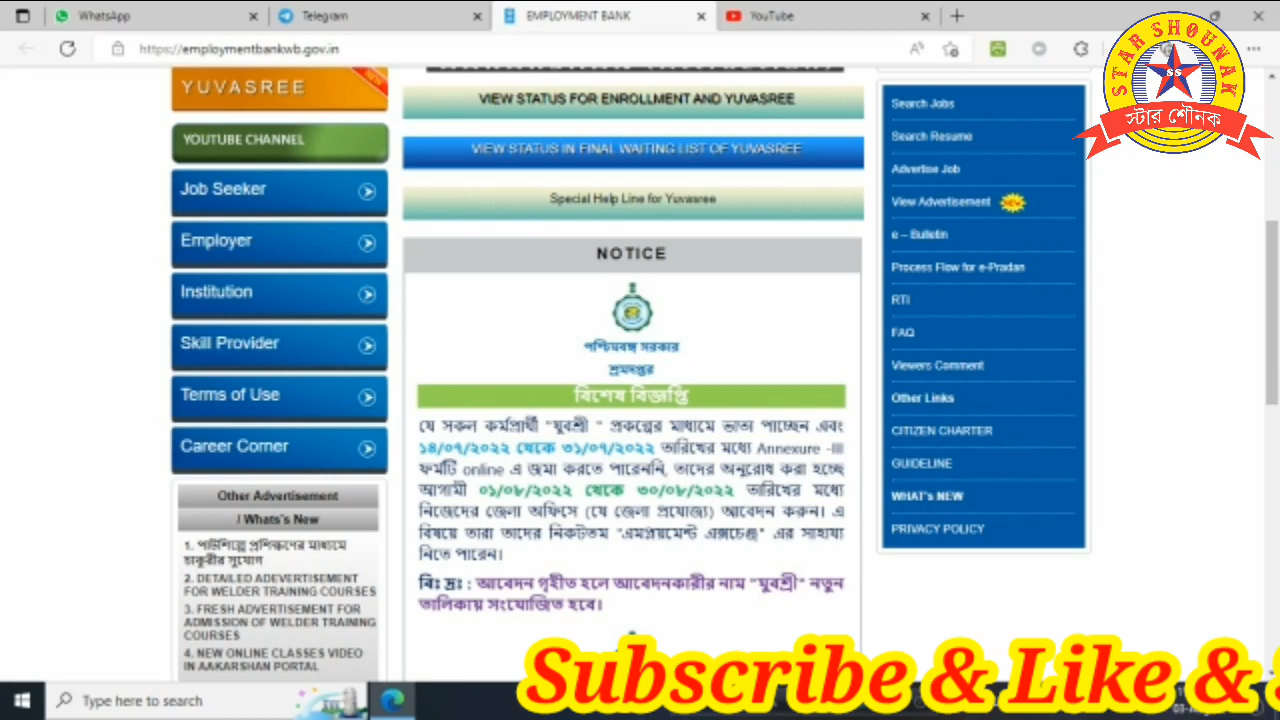 WhatsApp
Telegram
EMPLOYMENT BANK
YouTube
https://employmentbankwb.gov.in
STAR SHOUNAK
SS
স্টার শৌনক
YUVASREE
YOUTUBE CHANNEL
Job Seeker
Employer
Institution
Skill Provider
Terms of Use
Career Corner
Other Advertisement
/ Whats's New
1. পাটশিল্পে প্রশিক্ষণের মাধ্যমে
চাকুরীর সুযোগ
2. DETAILED ADEVERTISEMENT
FOR WELDER TRAINING COURSES
3. FRESH ADVERTISEMENT FOR
ADMISSION OF WELDER TRAINING
COURSES
4. NEW ONLINE CLASSES VIDEO
IN AAKARSHAN PORTAL
VIEW STATUS FOR ENROLLMENT AND YUVASREE
VIEW STATUS IN FINAL WAITING LIST OF YUVASREE
Special Help Line for Yuvasree
NOTICE
পশ্চিমবঙ্গ সরকার
শ্রমদপ্তর
বিশেষ বিজ্ঞপ্তি
যে সকল কর্মপ্রার্থী "যুবশ্রী " প্রকল্পের মাধ্যমে ভাতা পাচ্ছেন এবং
১৪/০৭/২০২২ থেকে ৩১/০৭/২০২২ তারিখের মধ্যে Annexure -III
ফর্মটি online এ জমা করতে পারেননি, তাদের অনুরোধ করা হচ্ছে
আগামী ০১/০৮/২০২২ থেকে ৩০/০৮/২০২২ তারিখের মধ্যে
নিজেদের জেলা অফিসে (যে জেলা প্রযোজ্য) আবেদন করুন। এ
বিষয়ে তারা তাদের নিকটতম "এমপ্লয়মেন্ট এক্সচেঞ্জ" এর সাহায্য
নিতে পারেন।
বিঃ দ্রঃ : আবেদন গৃহীত হলে আবেদনকারীর নাম "যুবশ্রী" নতুন
তালিকায় সংযোজিত হবে।
Search Jobs
Search Resume
Advertise Job
View Advertisement
e – Bulletin
Process Flow for e-Pradan
RTI
FAQ
Viewers Comment
Other Links
CITIZEN CHARTER
GUIDELINE
WHAT's NEW
PRIVACY POLICY
Subscribe & Like &
Type here to search